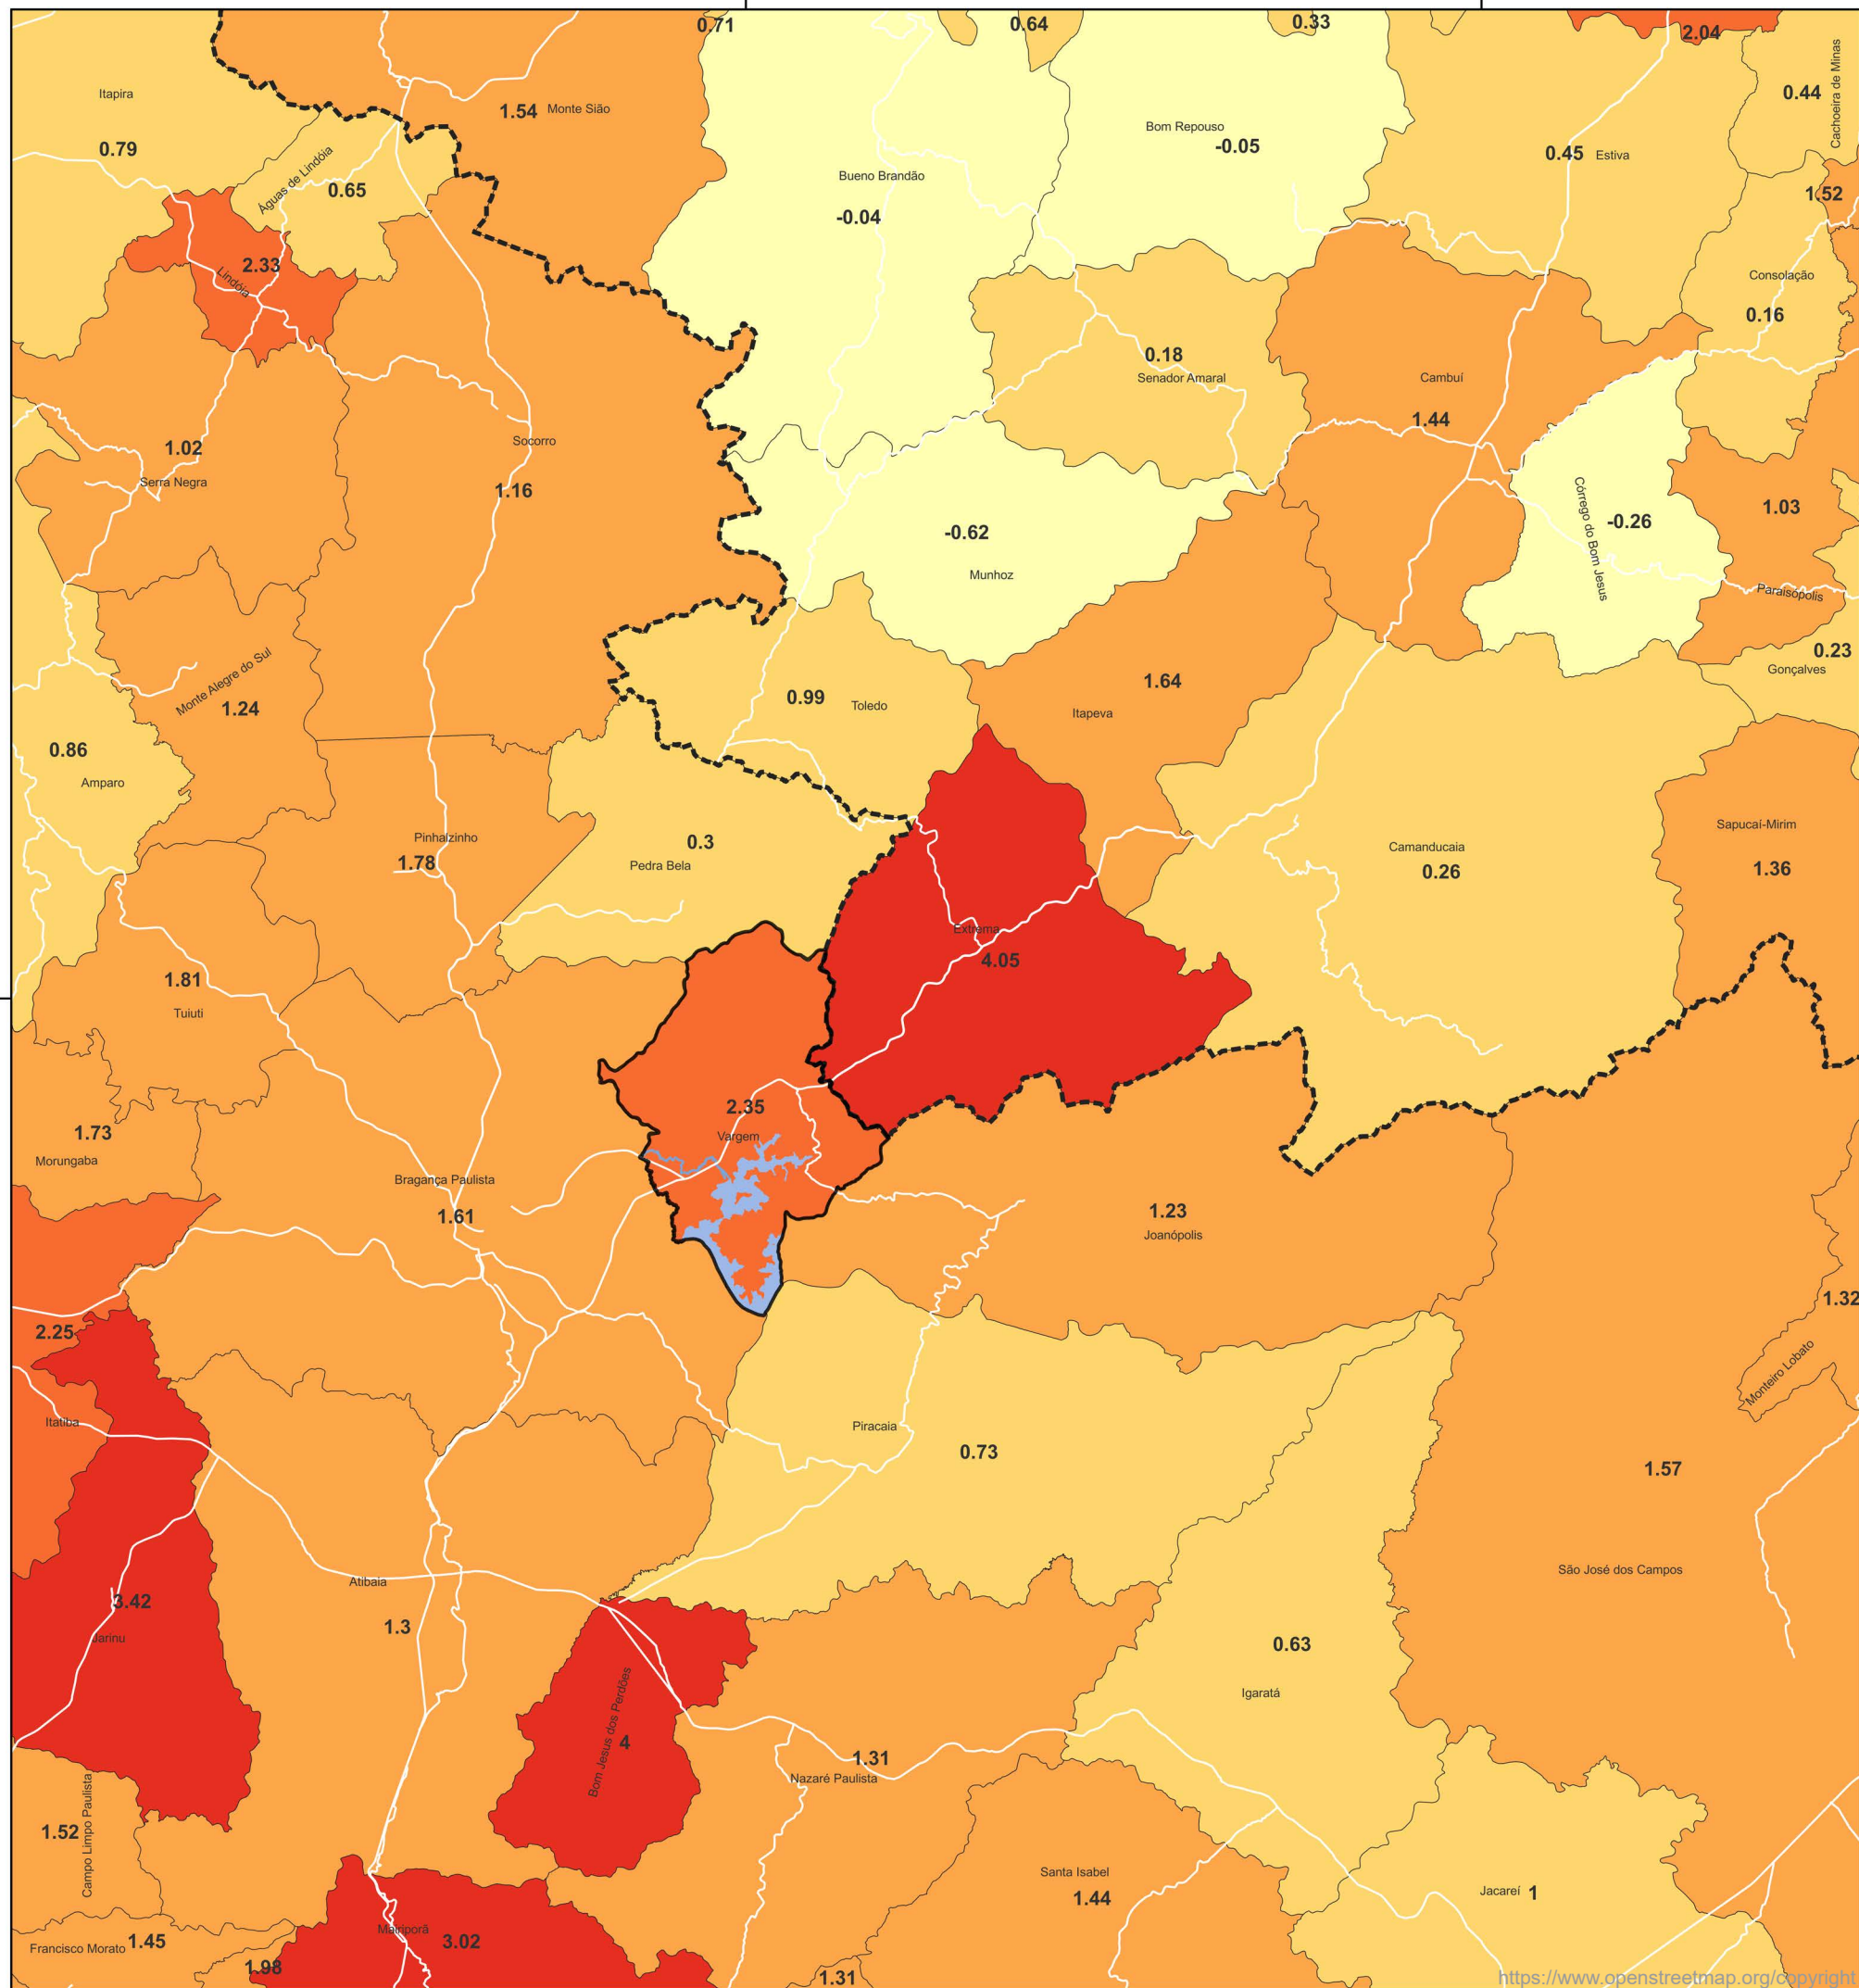 0.71
0.64
0.33
2.04
Itapira
0.79
1.54 Monte Sião
Bom Repouso
-0.05
0.45 Estiva
0.44
Cachoeira de Minas
Águas de Lindóia
0.65
Bueno Brandão
-0.04
1.52
2.33
Lindóia
Consolação
0.16
0.18
Senador Amaral
Cambuí
1.44
1.02
Serra Negra
Socorro
1.16
-0.62
Munhoz
Córrego do Bom Jesus
-0.26
1.03
Paraisópolis
0.23
Gonçalves
Monte Alegre do Sul
1.24
0.99 Toledo
1.64
Itapeva
0.86
Amparo
Pinhalzinho
1.78
0.3
Pedra Bela
Camanducaia
0.26
Sapucaí-Mirim
1.36
Extrema
4.05
1.81
Tuiuti
2.35
Vargem
1.73
Morungaba
Bragança Paulista
1.61
1.23
Joanópolis
1.32
Monteiro Lobato
2.25
Itatiba
Piracaia
0.73
1.57
São José dos Campos
Atibaia
1.3
3.42
Jarinu
0.63
Igaratá
Bom Jesus dos Perdões
4
1.31
Nazaré Paulista
1.52
Campo Limpo Paulista
Santa Isabel
1.44
Jacareí 1
Francisco Morato 1.45
Mairiporã
3.02
1.98
1.31
https://www.openstreetmap.org/copyright